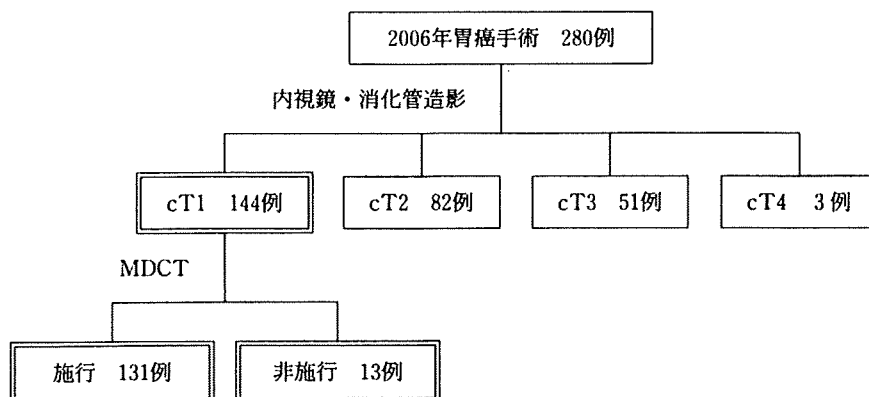 2006年胃癌手術 280例
内視鏡・消化管造影
cT1 144例
cT2 82例
cT3 51例
cT4 3例
MDCT
施行 131例
非施行 13例